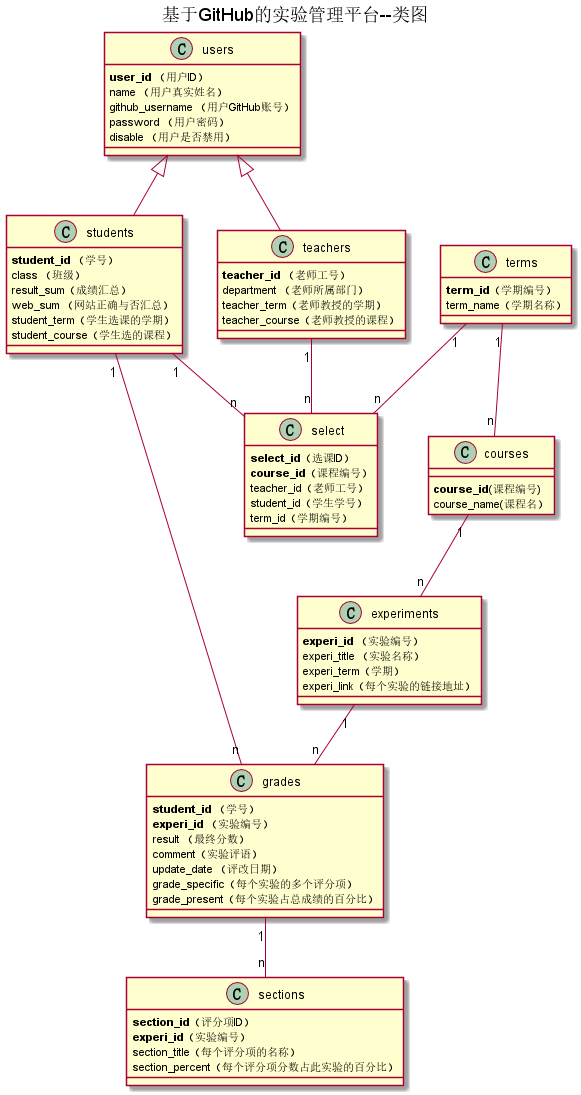 基于GitHub的实验管理平台--类图
C users
user_id （用户ID）
name （用户真实姓名）
github_username （用户GitHub账号）
password （用户密码）
disable （用户是否禁用）
C students
student_id （学号）
class （班级）
result_sum（成绩汇总）
web_sum （网站正确与否汇总）
student_term（学生选课的学期）
student_course（学生选的课程）
C teachers
teacher_id （老师工号）
department （老师所属部门）
teacher_term（老师教授的学期）
teacher_course（老师教授的课程）
C terms
term_id（学期编号）
term_name（学期名称）
1
1
1
1
1
n
n
n
n
C select
select_id（选课ID）
course_id（课程编号）
teacher_id（老师工号）
student_id（学生学号）
term_id（学期编号）
C courses
course_id(课程编号)
course_name(课程名）
1
n
C experiments
experi_id （实验编号）
experi_title （实验名称）
experi_term（学期）
experi_link（每个实验的链接地址）
1
n
n
C grades
student_id （学号）
experi_id （实验编号）
result （最终分数）
comment（实验评语）
update_date （评改日期）
grade_specific（每个实验的多个评分项）
grade_present（每个实验占总成绩的百分比）
1
n
C sections
section_id（评分项ID）
experi_id（实验编号）
section_title（每个评分项的名称）
section_percent（每个评分项分数占此实验的百分比）